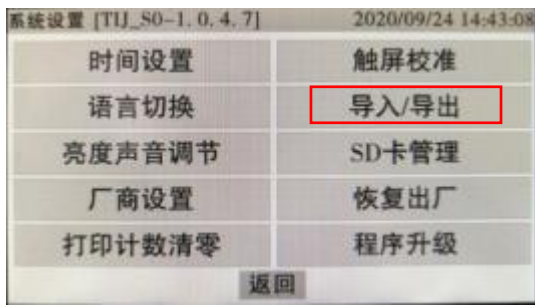 系统设置 [TIJ_S0-1.0.4.7] 2020/09/24 14:43:08
时间设置 触屏校准
语言切换 导入/导出
亮度声音调节 SD卡管理
厂商设置 恢复出厂
打印计数清零 程序升级
返回